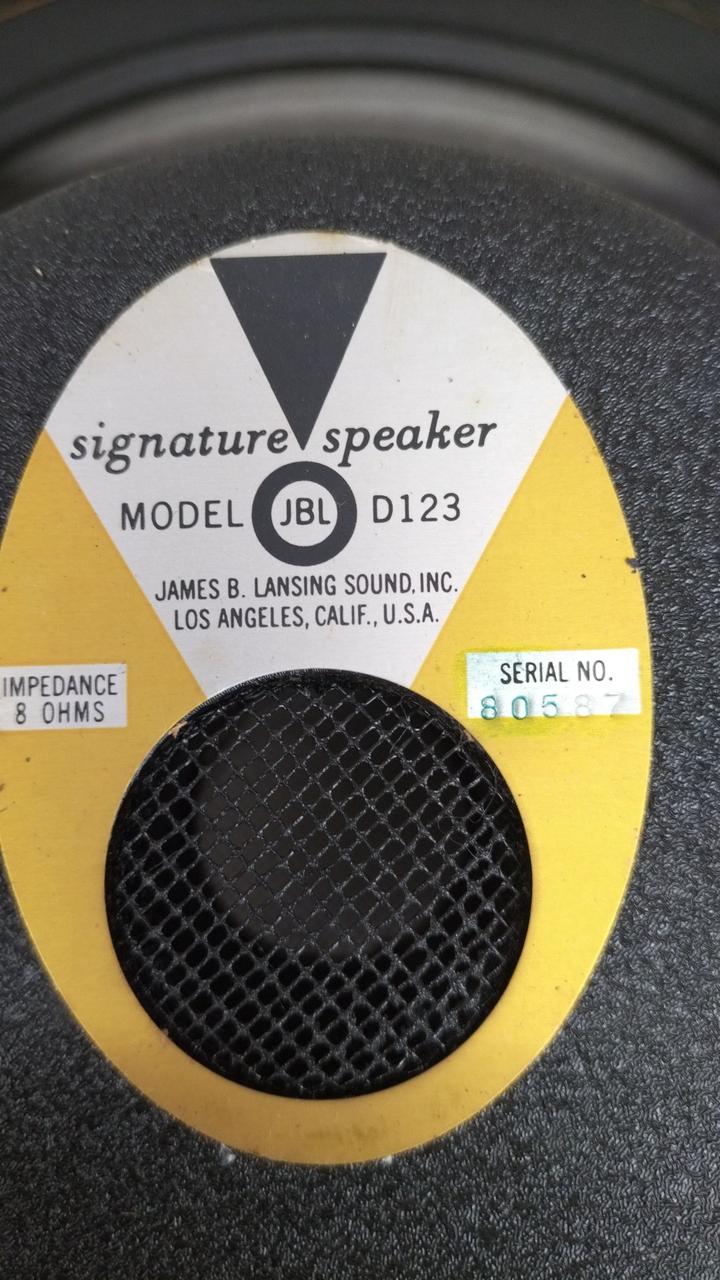 signature speaker
MODEL JBL D123
JAMES B. LANSING SOUND, INC.
LOS ANGELES, CALIF., U.S.A.
IMPEDANCE
8 OHMS
SERIAL NO.
80587